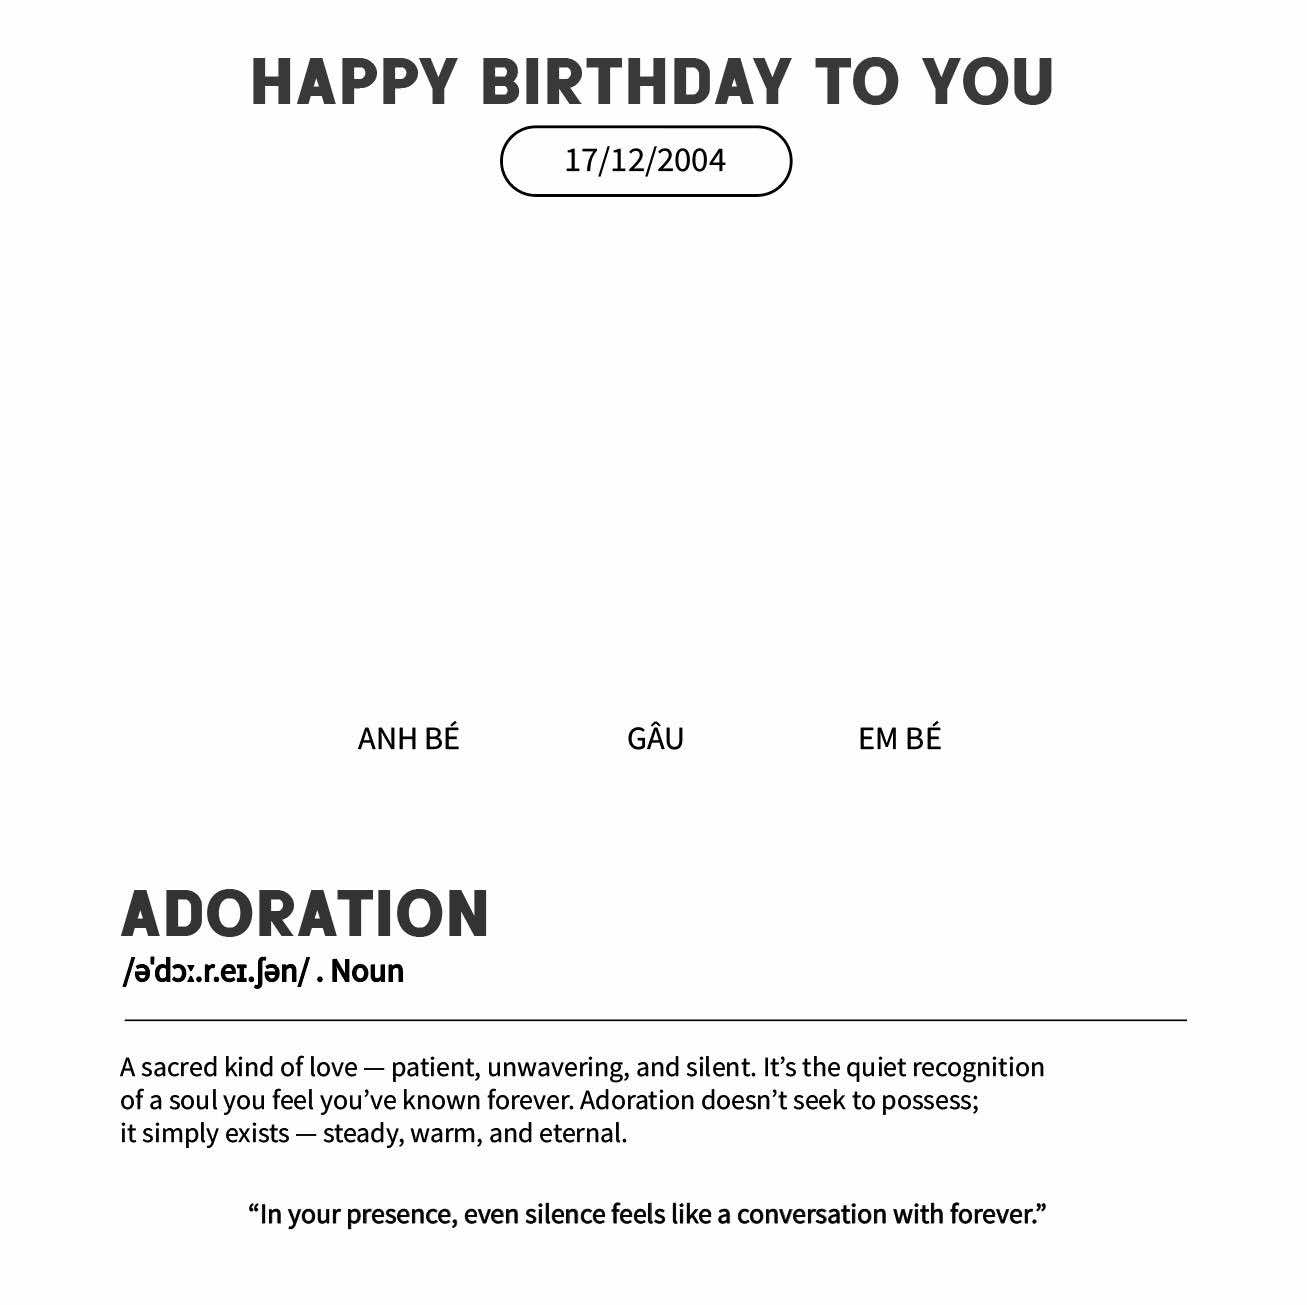 HAPPY BIRTHDAY TO YOU
17/12/2004
ANH BÉ GÂU EM BÉ
ADORATION
/əˈdɔː.r.eɪ.ʃən/ . Noun
A sacred kind of love — patient, unwavering, and silent. It’s the quiet recognition
of a soul you feel you’ve known forever. Adoration doesn’t seek to possess;
it simply exists — steady, warm, and eternal.
“In your presence, even silence feels like a conversation with forever.”